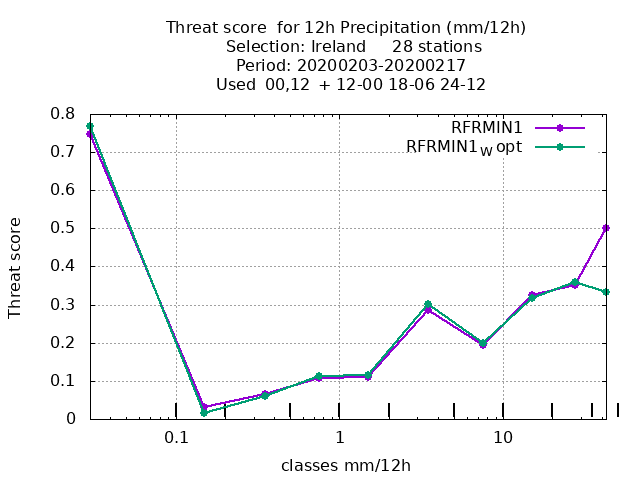 Threat score  for 12h Precipitation (mm/12h)
Selection: Ireland     28 stations
Period: 20200203-20200217
Used  00,12  + 12-00 18-06 24-12
RFRMIN1
RFRMIN1W opt
0.8
0.7
0.6
0.5
0.4
0.3
0.2
0.1
0
Threat score
0.1 1 10
classes mm/12h